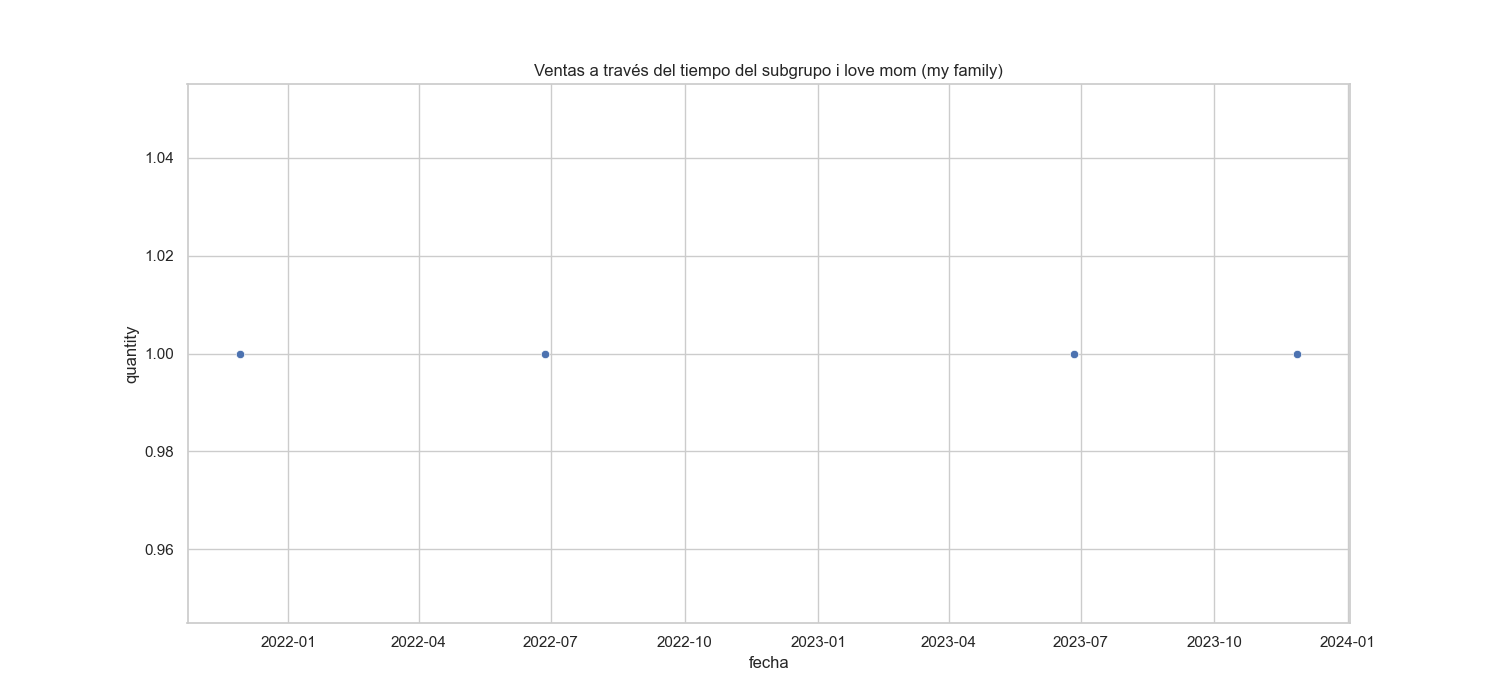 Ventas a través del tiempo del subgrupo i love mom (my family)
1.04
1.02
1.00
0.98
0.96
quantity
2022-01 2022-04 2022-07 2022-10 2023-01 2023-04 2023-07 2023-10 2024-01
fecha